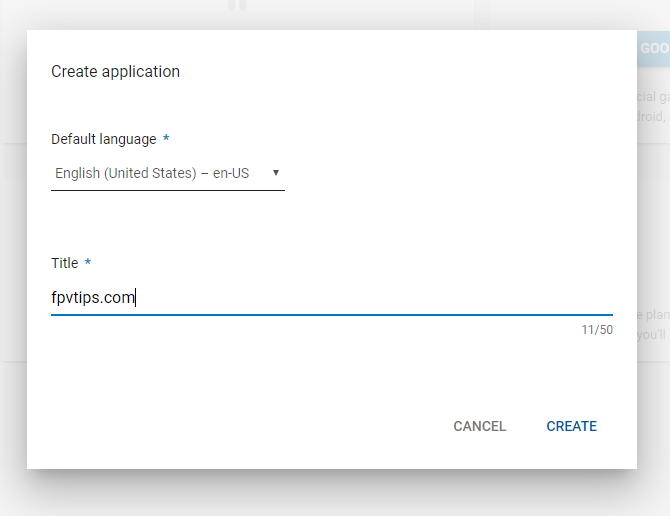 Create application
GOO
cial ga
droid,
Default language *
English (United States) – en-US
Title *
fpvtips.com
e plan
11/50
you'll
CANCEL
CREATE